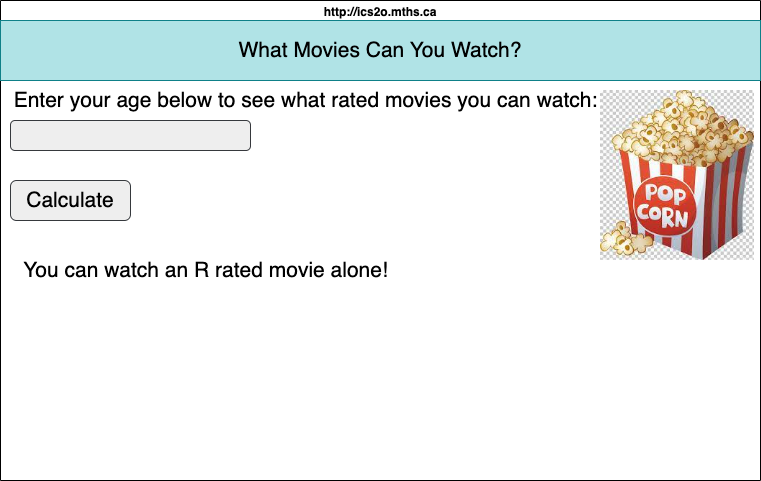 http://ics2o.mths.ca
What Movies Can You Watch?
Enter your age below to see what rated movies you can watch:
POP
CORN
Calculate
You can watch an R rated movie alone!